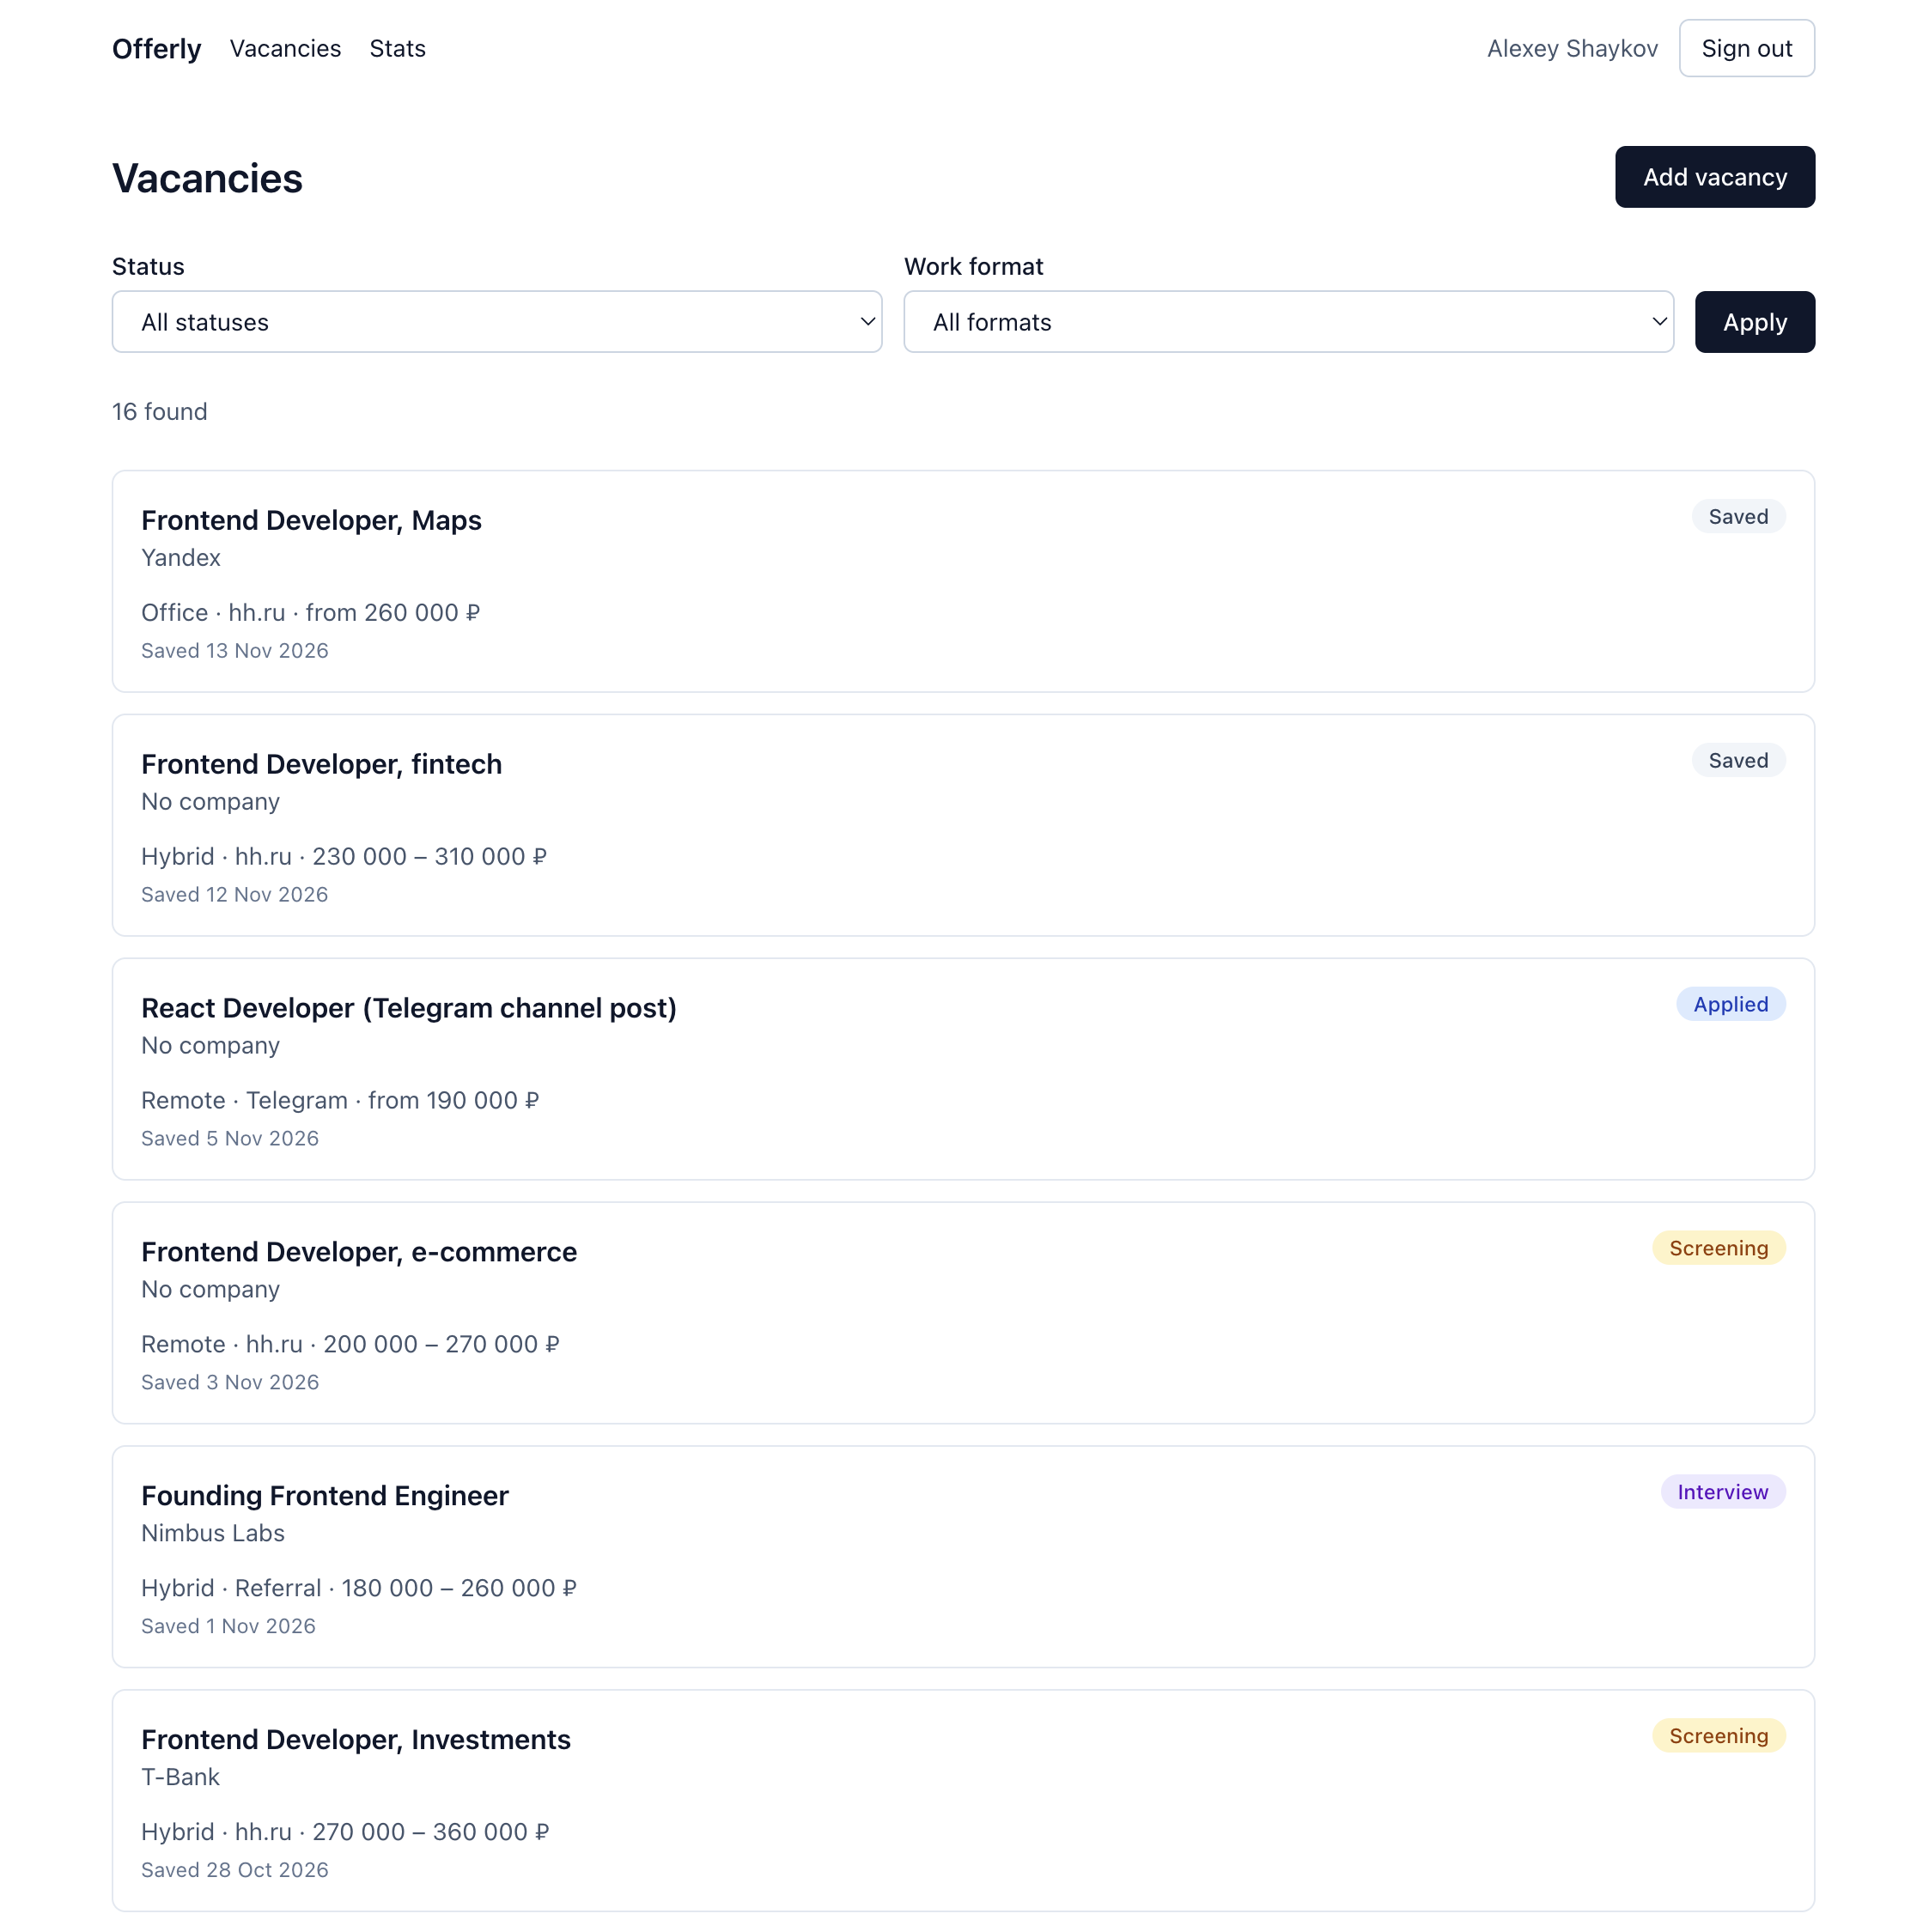 Offerly Vacancies Stats Alexey Shaykov Sign out
Vacancies Add vacancy
Status Work format
All statuses All formats Apply
16 found
Frontend Developer, Maps Saved
Yandex
Office · hh.ru · from 260 000 ₽
Saved 13 Nov 2026
Frontend Developer, fintech Saved
No company
Hybrid · hh.ru · 230 000 – 310 000 ₽
Saved 12 Nov 2026
React Developer (Telegram channel post) Applied
No company
Remote · Telegram · from 190 000 ₽
Saved 5 Nov 2026
Frontend Developer, e-commerce Screening
No company
Remote · hh.ru · 200 000 – 270 000 ₽
Saved 3 Nov 2026
Founding Frontend Engineer Interview
Nimbus Labs
Hybrid · Referral · 180 000 – 260 000 ₽
Saved 1 Nov 2026
Frontend Developer, Investments Screening
T-Bank
Hybrid · hh.ru · 270 000 – 360 000 ₽
Saved 28 Oct 2026